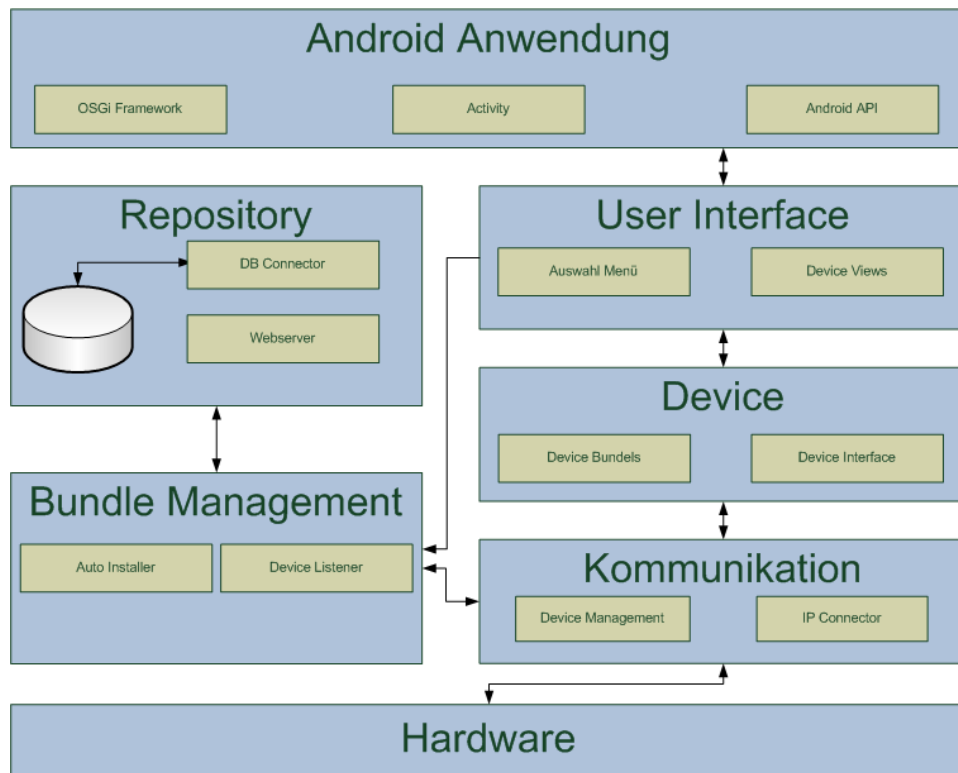 Android Anwendung
OSGi Framework
Activity
Android API
Repository
DB Connector
Webserver
User Interface
Auswahl Menü
Device Views
Device
Device Bundels
Device Interface
Bundle Management
Auto Installer
Device Listener
Kommunikation
Device Management
IP Connector
Hardware